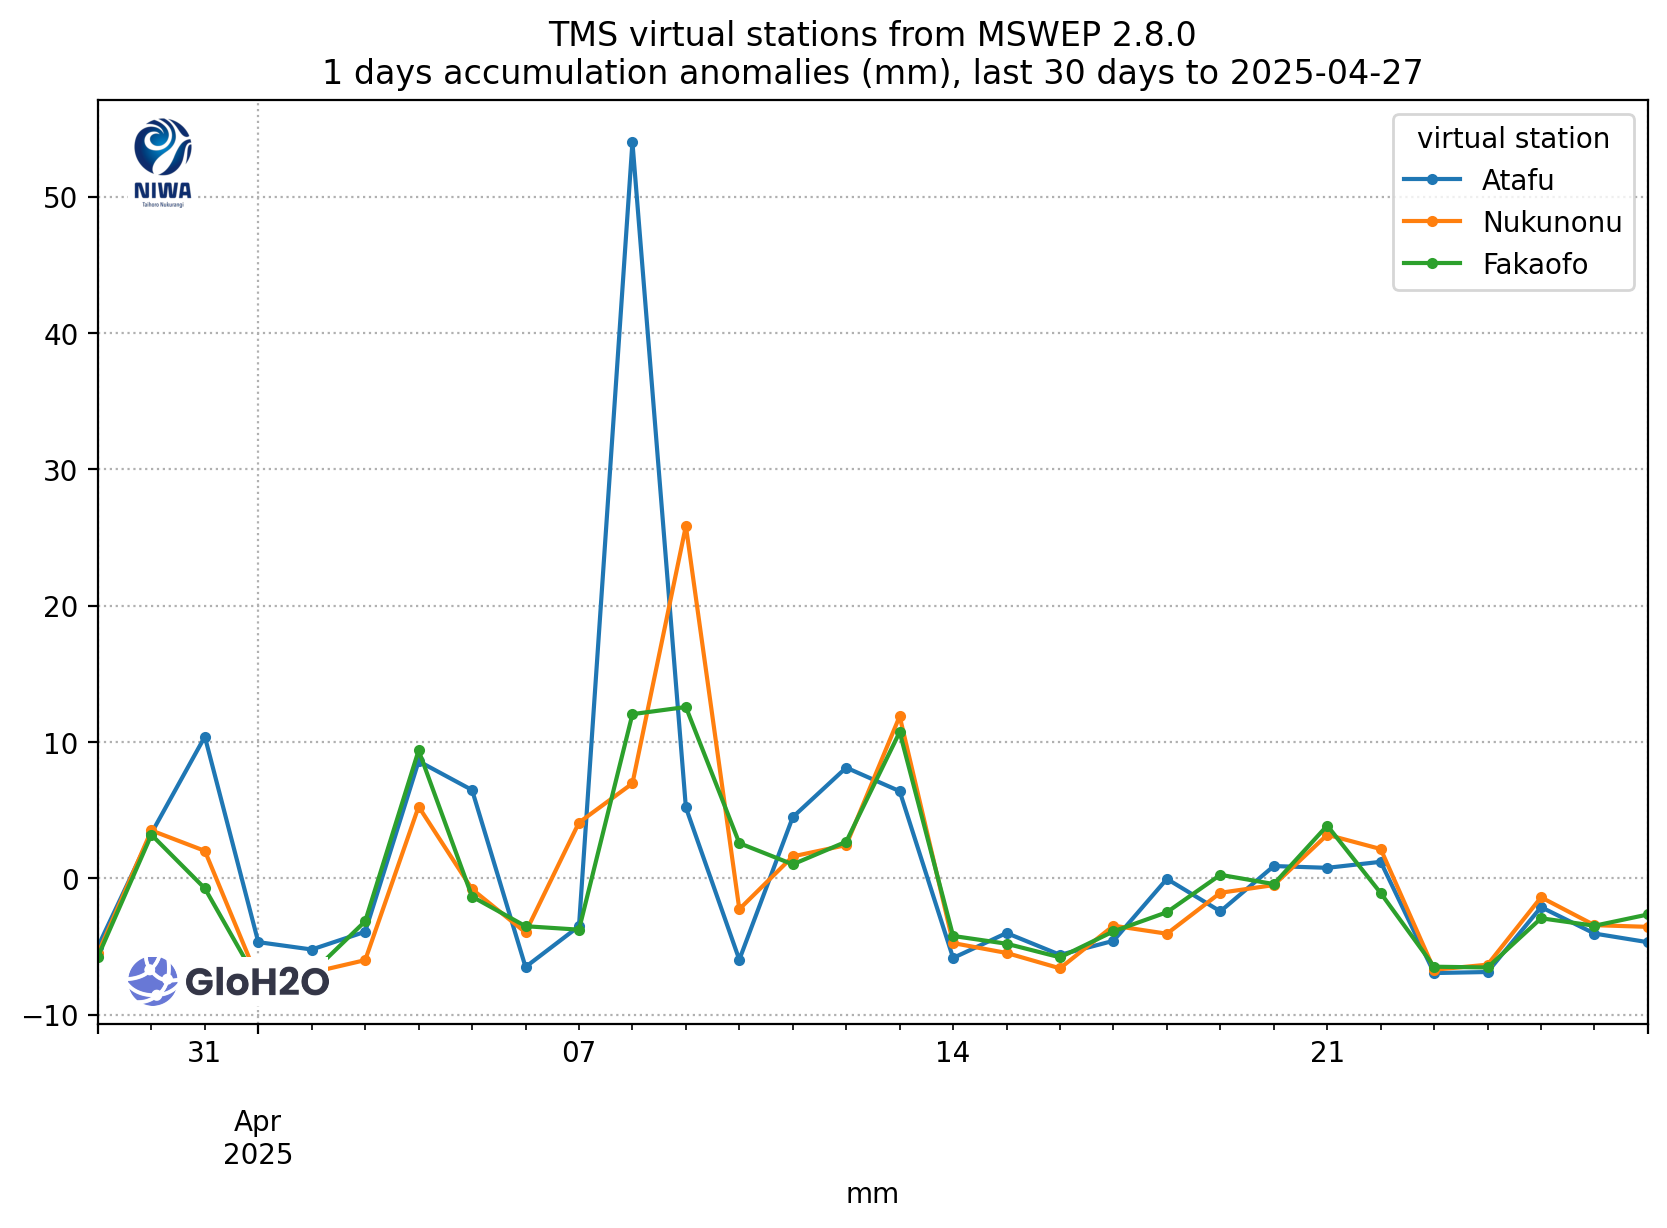 TMS virtual stations from MSWEP 2.8.0
1 days accumulation anomalies (mm), last 30 days to 2025-04-27
NIWA
Taihoro Nukurangi
virtual station
Atafu
Nukunonu
Fakaofo
50
40
30
20
10
0
−10
GloH2O
31
07
14
21
Apr
2025
mm